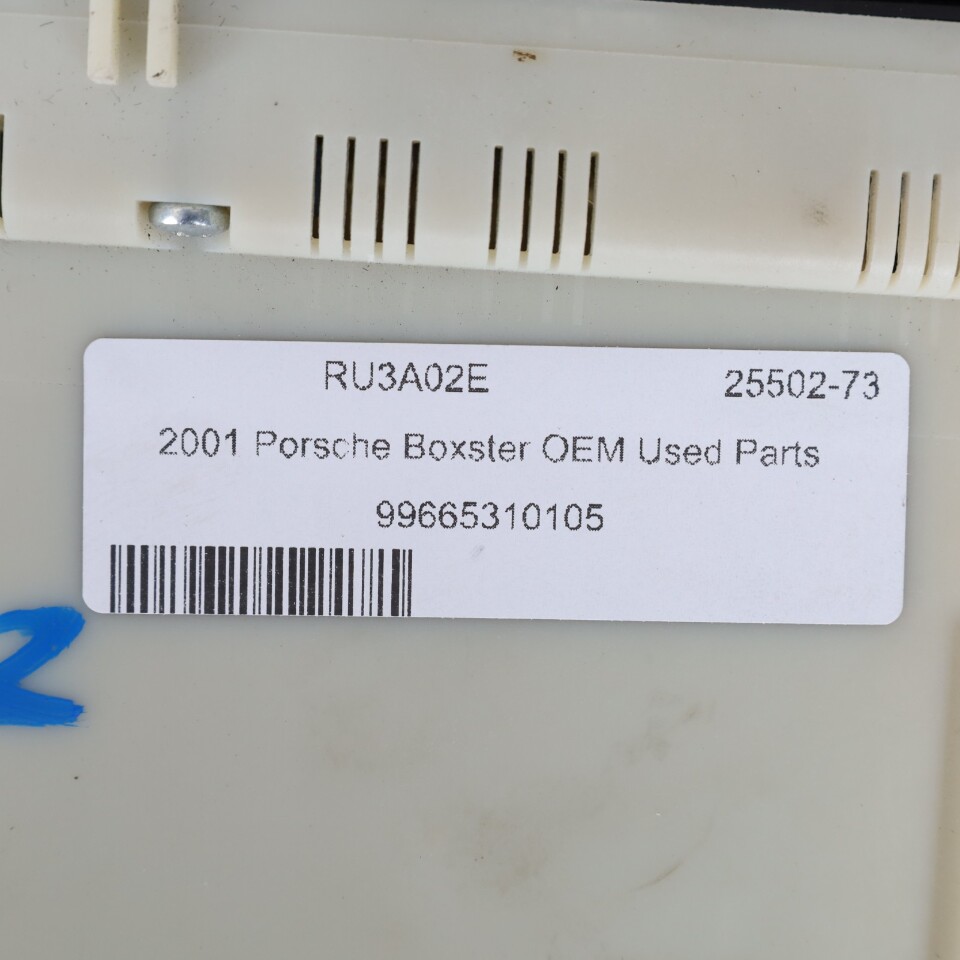 RU3A02E 25502-73
2001 Porsche Boxster OEM Used Parts
99665310105